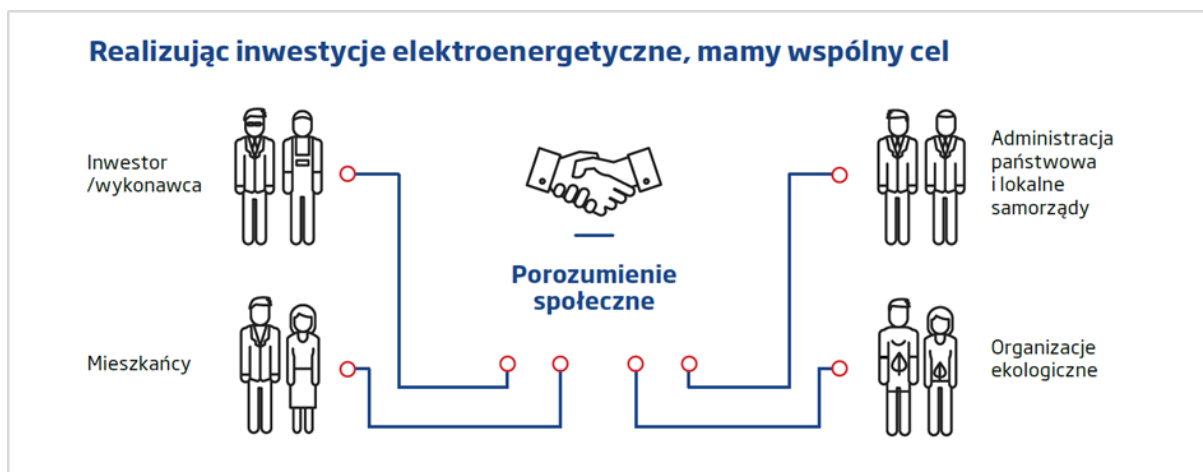 Realizując inwestycje elektroenergetyczne, mamy wspólny cel
Inwestor
/wykonawca
Administracja
państwowa
i lokalne
samorządy
Porozumienie
społeczne
Mieszkańcy
Organizacje
ekologiczne